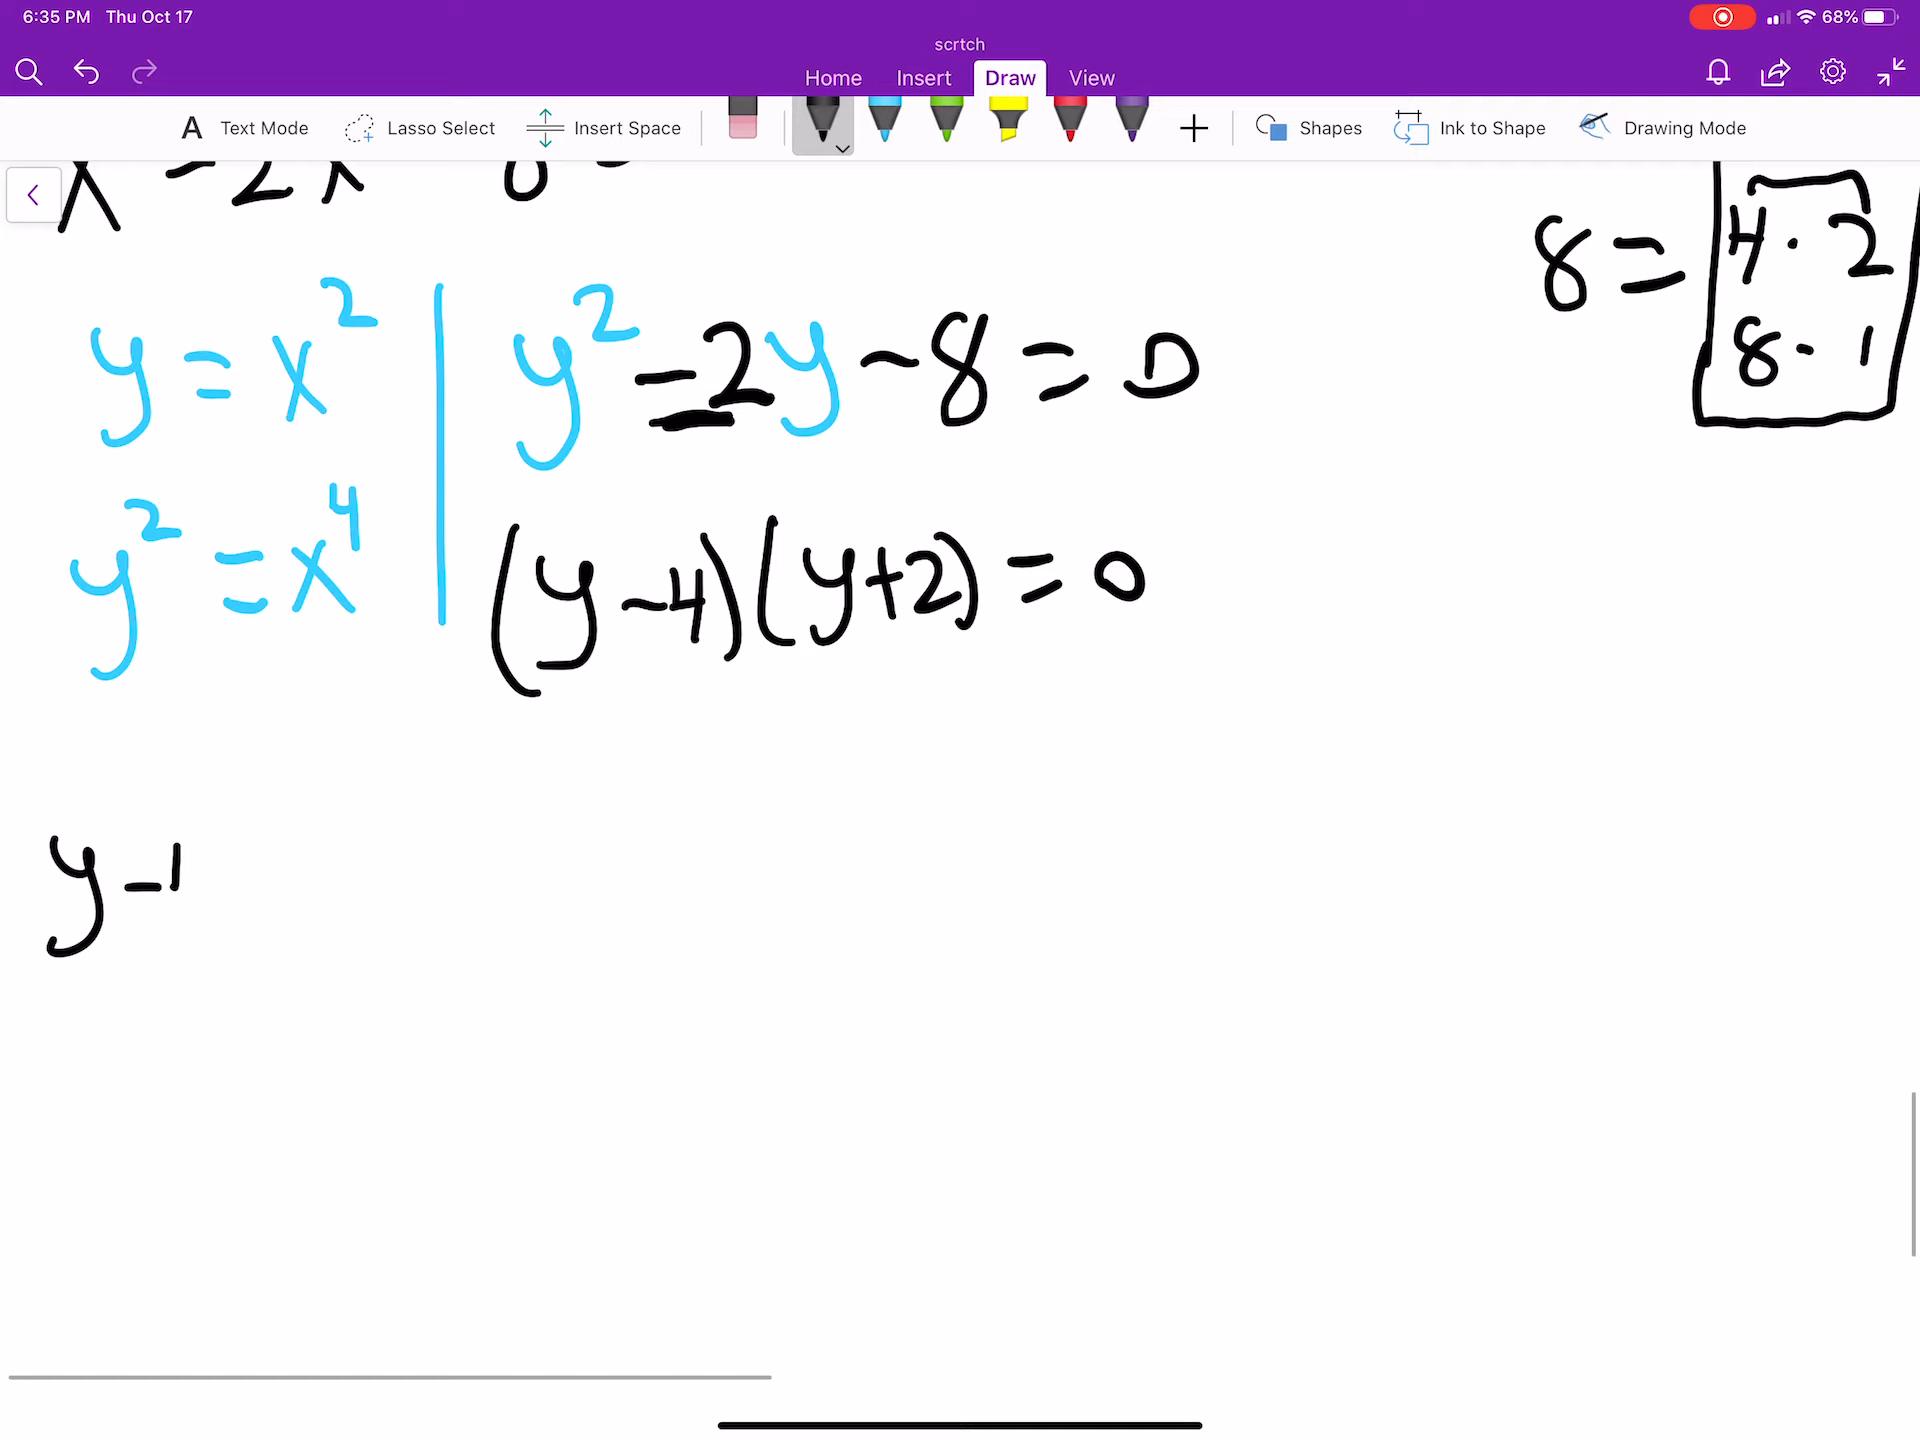 6:35 PM Thu Oct 17
68%
scrtch
Home Insert Draw View
A Text Mode Lasso Select Insert Space Shapes Ink to Shape Drawing Mode
8 = 4 · 2
8 - 1
y = x² | y² - 2y - 8 = 0
y² = x⁴
(y - 4)(y + 2) = 0
y - 1